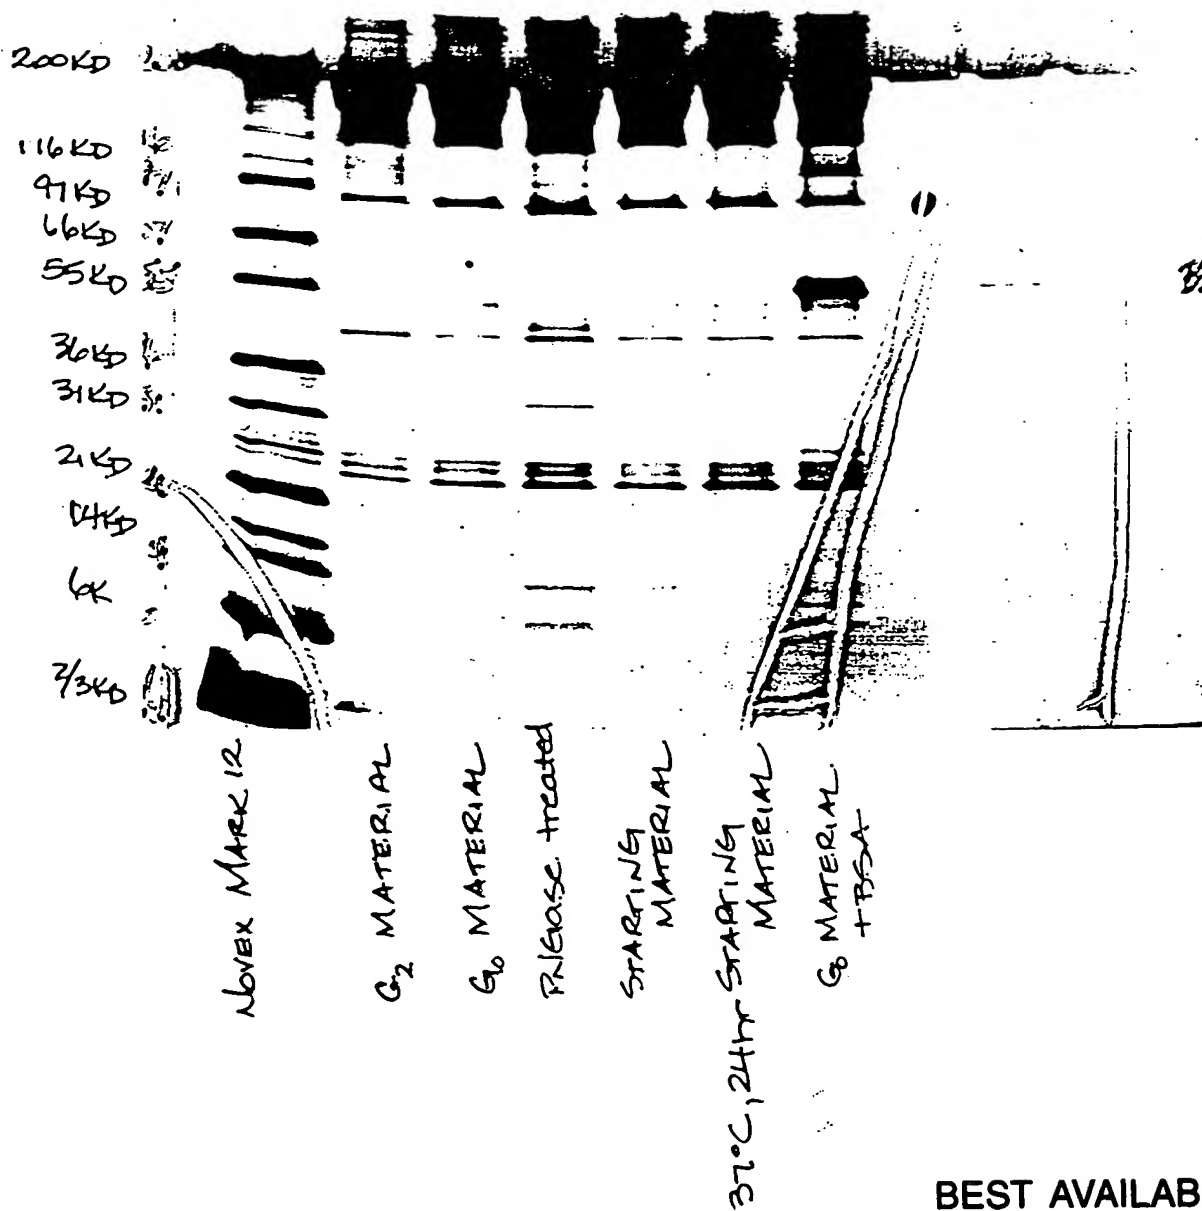 200KD
116KD
97KD
66KD
55KD
36KD
31KD
21KD
14KD
6K
2/3KD
NOVEX MARK 12
G2 MATERIAL
G0 MATERIAL
PNGase treated
STARTING
MATERIAL
37°C, 24hr STARTING
MATERIAL
G0 MATERIAL
+BSA
BEST AVAILAB